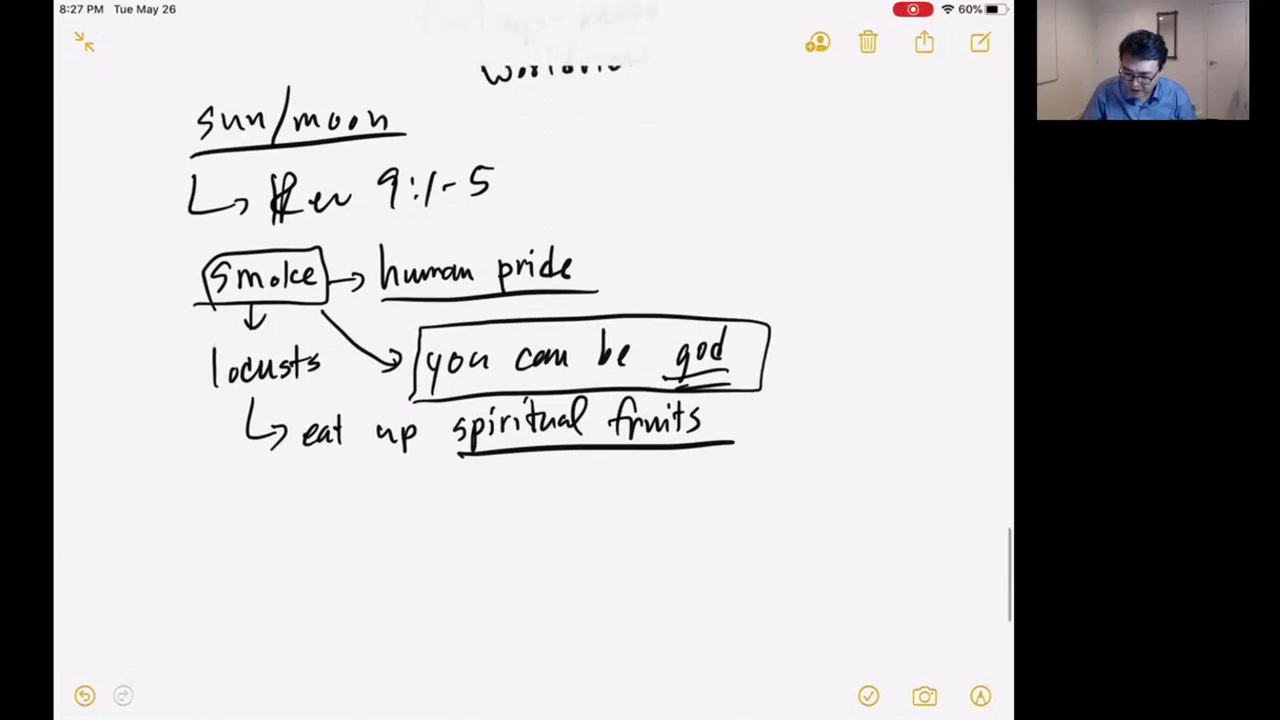 8:27 PM Tue May 26 60%
sun/moon
↳ Rev 9:1-5
smoke → human pride
locusts
you can be god
↳ eat up spiritual fruits